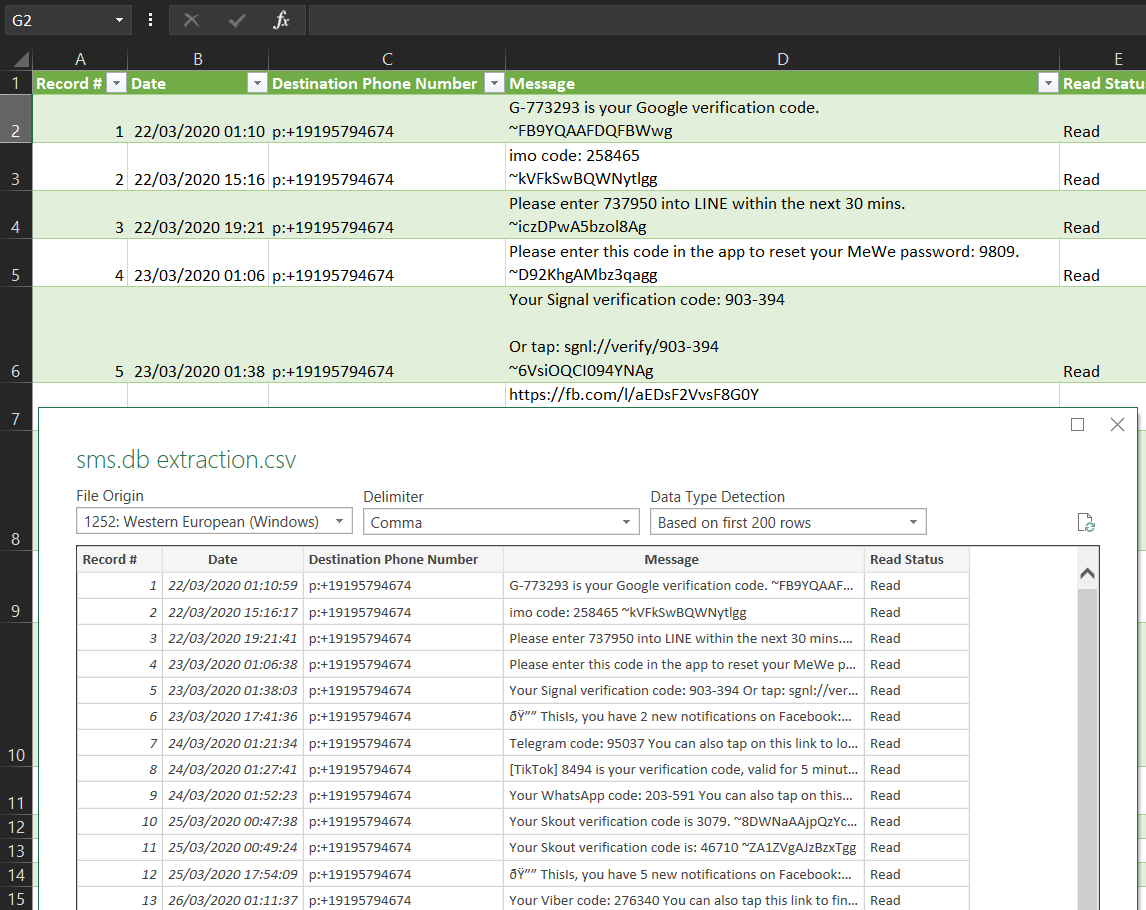 G2
fx
A B C D E
1 Record # Date Destination Phone Number Message Read Statu
G-773293 is your Google verification code.
2 1 22/03/2020 01:10 p:+19195794674 ~FB9YQAAFDQFBWwg Read
imo code: 258465
3 2 22/03/2020 15:16 p:+19195794674 ~kVFkSwBQWNytlgg Read
Please enter 737950 into LINE within the next 30 mins.
4 3 22/03/2020 19:21 p:+19195794674 ~iczDPwA5bzol8Ag Read
Please enter this code in the app to reset your MeWe password: 9809.
5 4 23/03/2020 01:06 p:+19195794674 ~D92KhgAMbz3qagg Read
Your Signal verification code: 903-394
Or tap: sgnl://verify/903-394
6 5 23/03/2020 01:38 p:+19195794674 ~6VsiOQCI094YNAg Read
https://fb.com/l/aEDsF2VvsF8G0Y
7
8
9
10
11
12
13
14
15
sms.db extraction.csv
File Origin Delimiter Data Type Detection
1252: Western European (Windows) Comma Based on first 200 rows
Record # Date Destination Phone Number Message Read Status
1 22/03/2020 01:10:59 p:+19195794674 G-773293 is your Google verification code. ~FB9YQAAF... Read
2 22/03/2020 15:16:17 p:+19195794674 imo code: 258465 ~kVFkSwBQWNytlgg Read
3 22/03/2020 19:21:41 p:+19195794674 Please enter 737950 into LINE within the next 30 mins.... Read
4 23/03/2020 01:06:38 p:+19195794674 Please enter this code in the app to reset your MeWe p... Read
5 23/03/2020 01:38:03 p:+19195794674 Your Signal verification code: 903-394 Or tap: sgnl://ver... Read
6 23/03/2020 17:41:36 p:+19195794674 ðŸ”” ThisIs, you have 2 new notifications on Facebook:... Read
7 24/03/2020 01:21:34 p:+19195794674 Telegram code: 95037 You can also tap on this link to lo... Read
8 24/03/2020 01:27:41 p:+19195794674 [TikTok] 8494 is your verification code, valid for 5 minut... Read
9 24/03/2020 01:52:23 p:+19195794674 Your WhatsApp code: 203-591 You can also tap on this... Read
10 25/03/2020 00:47:38 p:+19195794674 Your Skout verification code is 3079. ~8DWNaAAjpQzYc... Read
11 25/03/2020 00:49:24 p:+19195794674 Your Skout verification code is: 46710 ~ZA1ZVgAJzBzxTgg Read
12 25/03/2020 17:54:09 p:+19195794674 ðŸ”” ThisIs, you have 5 new notifications on Facebook:... Read
13 26/03/2020 01:11:37 p:+19195794674 Your Viber code: 276340 You can also tap this link to fin... Read